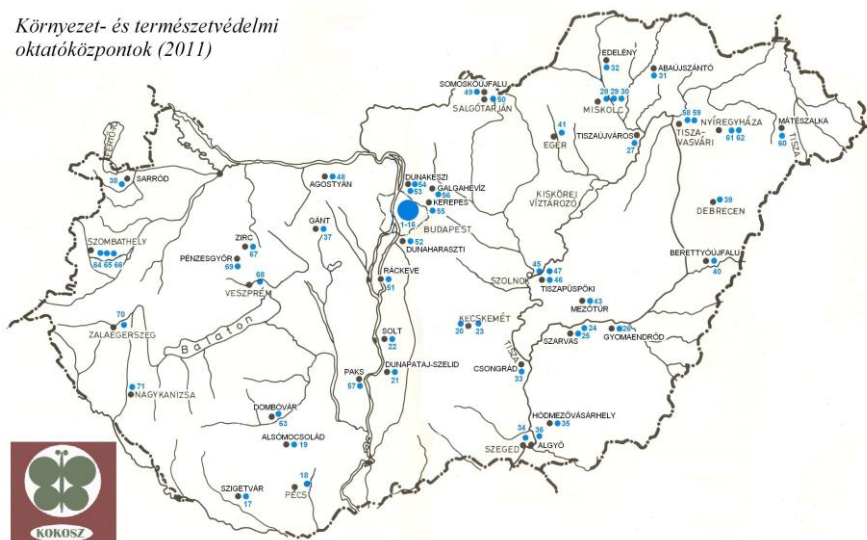 Környezet- és természetvédelmi
oktatóközpontok (2011)
EDELÉNY
32
ABAÚJSZÁNTÓ
31
SOMOSKŐÚJFALU
49
50
SALGÓTARJÁN
28 29 30
MISKOLC
58 59
NYÍREGYHÁZA
61 62
TISZA-
VASVÁRI
MÁTÉSZALKA
60
TISZA
41
EGER
TISZAÚJVÁROS
27
FERTŐ
38
SARRÓD
48
AGOSTYÁN
DUNAKESZI
54
53
GALGAHÉVÍZ
56
KEREPES
55
1-16
BUDAPEST
KISKÖREI
VÍZTÁROZÓ
39
DEBRECEN
GÁNT
37
52
DUNAHARASZTI
SZOMBATHELY
64 65 66
ZIRC
67
PÉNZESGYŐR
69
68
VESZPRÉM
BERETTYÓÚJFALU
40
45
47
SZOLNOK
46
TISZAPÜSPÖKI
RÁCKEVE
51
43
MEZŐTÚR
70
ZALAEGERSZEG
Balaton
KECSKEMÉT
20
23
24
25
SZARVAS
26
GYOMAENDRŐD
SOLT
22
TISZA
CSONGRÁD
33
PAKS
57
DUNAPATAJ-SZELID
21
71
NAGYKANIZSA
DOMBÓVÁR
63
HÓDMEZŐVÁSÁRHELY
35
34
36
SZEGED
ALGYŐ
ALSÓMOCSOLÁD
19
18
PÉCS
SZIGETVÁR
17
KOKOSZ